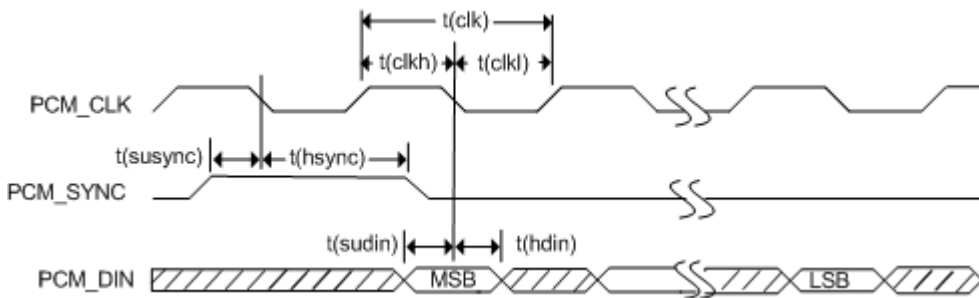 t(clk)
t(clkh) t(clkl)
PCM_CLK
t(susync) t(hsync)
PCM_SYNC
t(sudin) t(hdin)
PCM_DIN MSB LSB